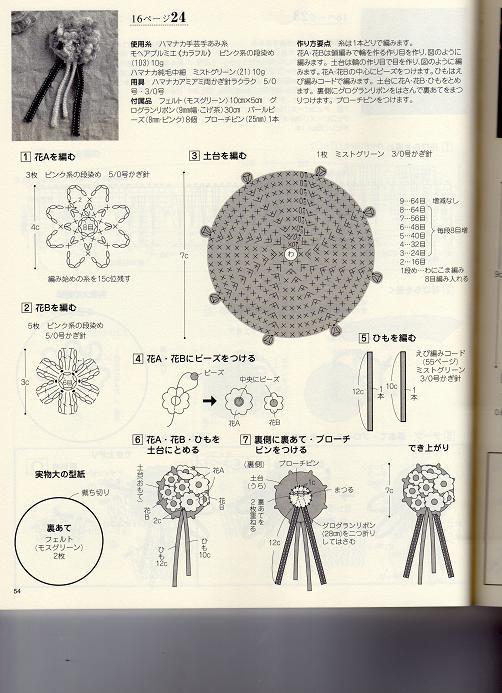 16ページ24
使用糸 ハマナカ手芸手あみ糸
モヘアプルミエ(カラフル) ピンク系の段染め
(103) 10g
ハマナカ純毛中細 ミストグリーン(21) 10g
用具 ハマナカアミアミ両かぎ針ラクラク 5/0
号・3/0号
付属品 フェルト(モスグリーン) 10cm×5cm グ
ログランリボン(9mm幅・こげ茶) 30cm パールビ
ーズ(8mm・ピンク) 8個 ブローチピン(25mm) 1本
作り方要点 糸は1本どりで編みます。
花A・花Bは鎖編みで輪を作る作り目を作り、図のように
編みます。土台は輪の作り目で目を作り、図のように編
みます。花A・花Bの中心にビーズをつけます。ひもはえ
び編みコードで編みます。土台に花A・花B・ひもをとめ
ます。裏側にグログランリボンをはさんで裏あてをまつ
りつけます。ブローチピンをつけます。
1 花Aを編む
3枚 ピンク系の段染め 5/0号かぎ針
2
1
8目
4c
編み始めの糸を15c位残す
2 花Bを編む
5枚 ピンク系の段染め
5/0号かぎ針
6目
3c
3 土台を編む
1枚 ミストグリーン 3/0号かぎ針
わ
7c
9…64目 増減なし
8…64目
7…56目
6…48目
5…40目
4…32目
3…24目
2…16目
毎段8目増
1段め…わにこま編み
8目編み入れる
4 花A・花Bにビーズをつける
ビーズ
中央にビーズ
花A
花B
5 ひもを編む
えび編みコード
(55ページ)
ミストグリーン
3/0号かぎ針
12c
1本
10c
1本
6 花A・花B・ひもを
土台にとめる
土台(おもて)
花A
花B
花B
2c
ひも12c
ひも10c
7 裏側に裏あて・ブローチ
ピンをつける
(裏側)
ブローチピン
土台(うら)
1c
まつる
裏あてを2枚重ねる
2c
12c
グログランリボン
(28cm)を二つ折り
してはさむ
でき上がり
7c
実物大の型紙
裁ち切り
裏あて
フェルト
(モスグリーン)
2枚
54